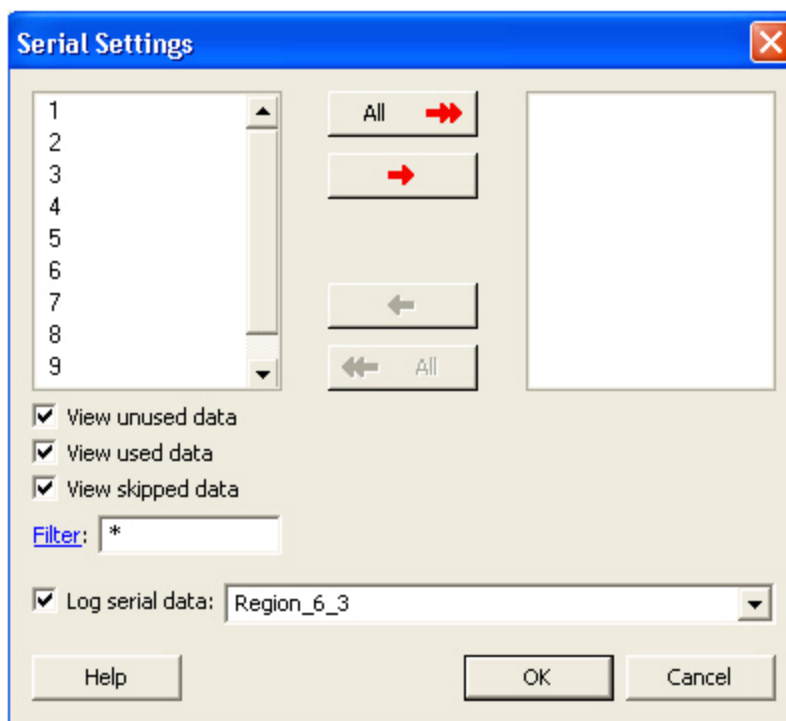 Serial Settings
1
2
3
4
5
6
7
8
9
All
All
View unused data
View used data
View skipped data
Filter: *
Log serial data: Region_6_3
Help OK Cancel